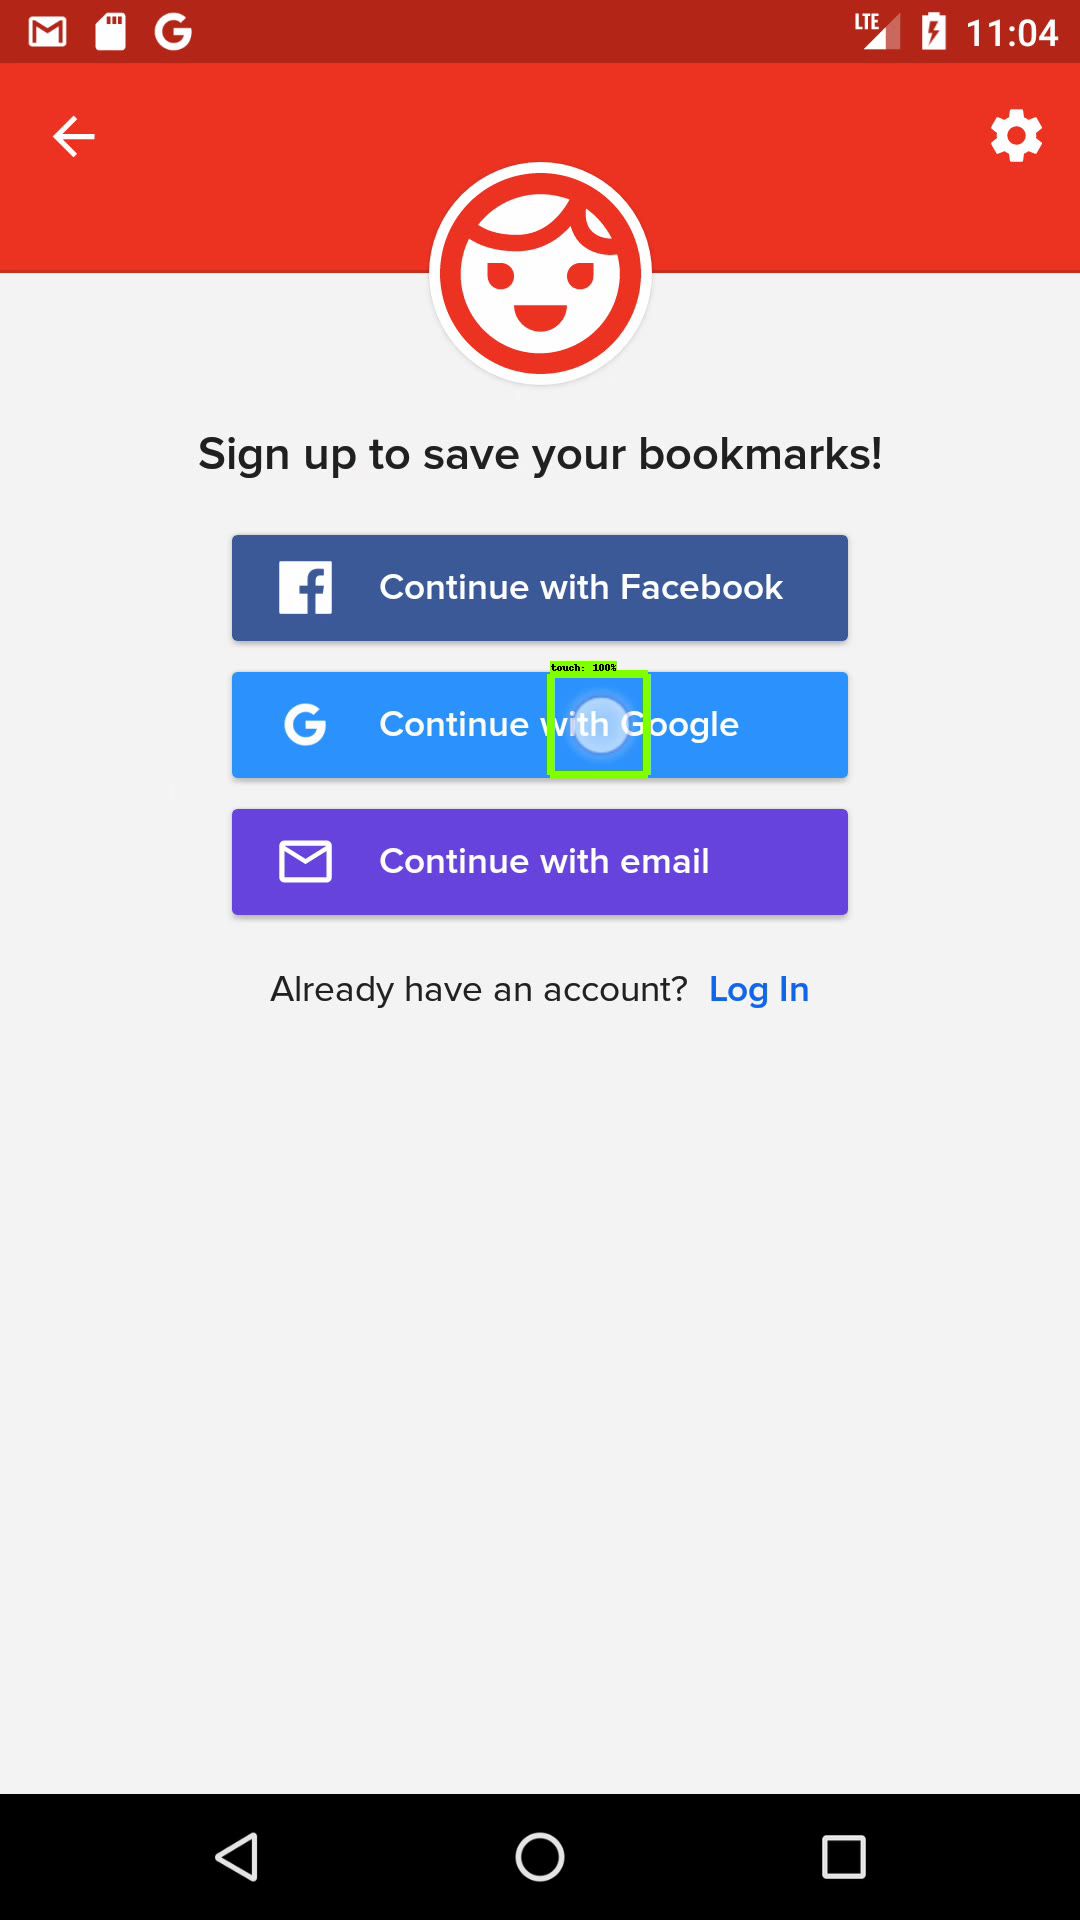 LTE 11:04
Sign up to save your bookmarks!
Continue with Facebook
touch: 100%
Continue with Google
Continue with email
Already have an account? Log In